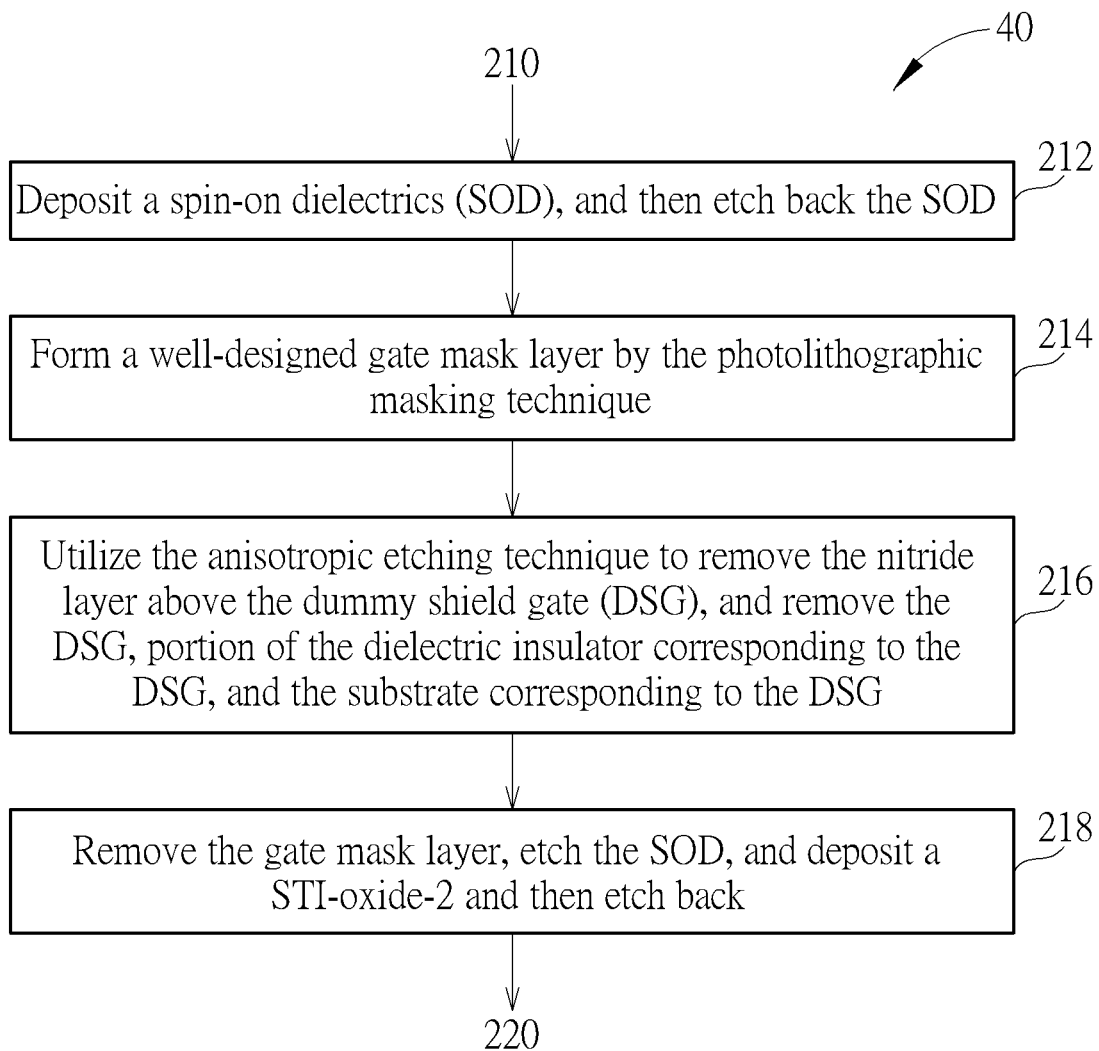 40
210
212
Deposit a spin-on dielectrics (SOD), and then etch back the SOD
214
Form a well-designed gate mask layer by the photolithographic
masking technique
Utilize the anisotropic etching technique to remove the nitride
216
layer above the dummy shield gate (DSG), and remove the
DSG, portion of the dielectric insulator corresponding to the
DSG, and the substrate corresponding to the DSG
218
Remove the gate mask layer, etch the SOD, and deposit a
STI-oxide-2 and then etch back
220